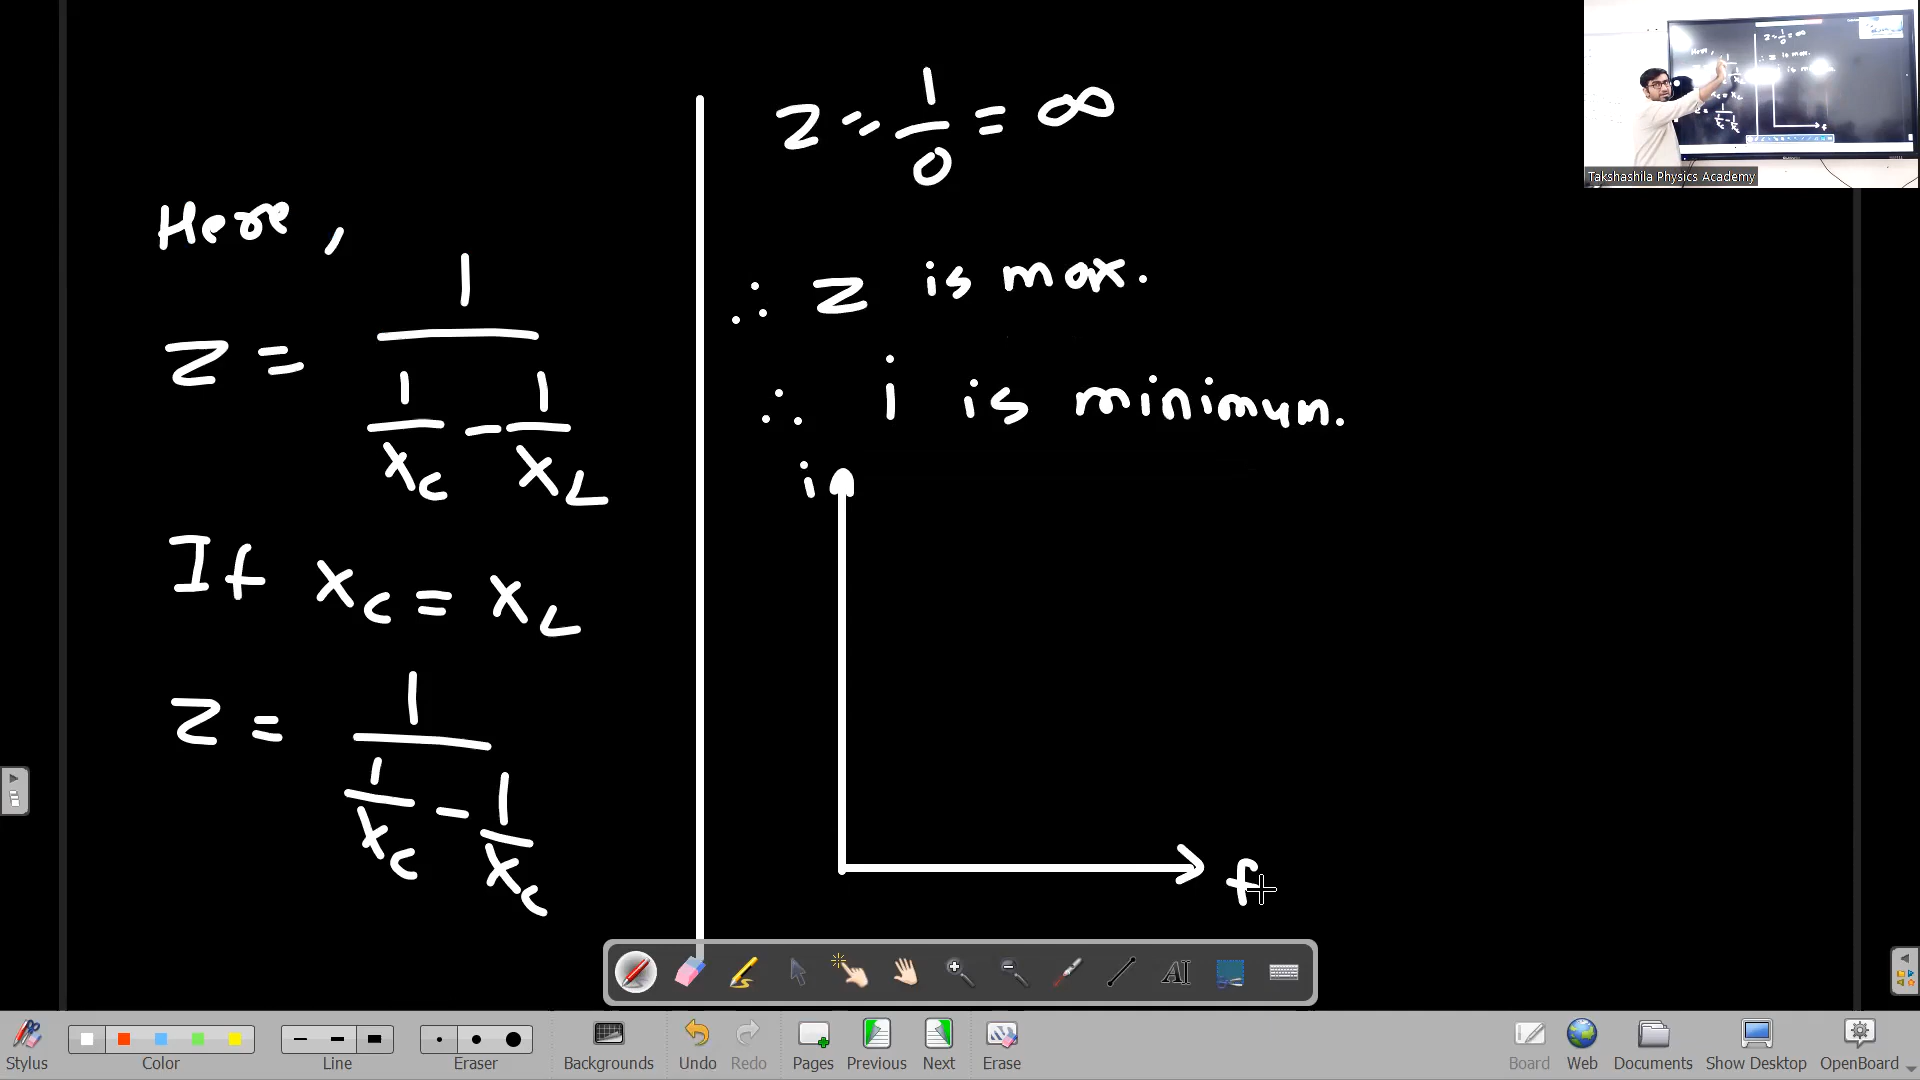 Here,
z = 1 / (1/xc - 1/xL)
If xc = xL
z = 1 / (1/xc - 1/xc)
z = 1/0 = ∞
∴ z is max.
∴ i is minimum.
i
f
Takshashila Physics Academy
Stylus
Color
Line
Eraser
Backgrounds
Undo
Redo
Pages
Previous
Next
Erase
Board
Web
Documents
Show Desktop
OpenBoard
AI